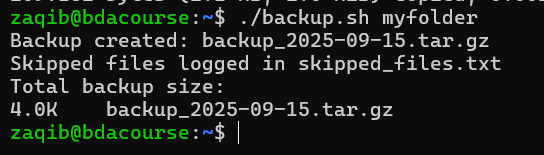 zaqib@bdacourse:~$ ./backup.sh myfolder
Backup created: backup_2025-09-15.tar.gz
Skipped files logged in skipped_files.txt
Total backup size:
4.0K    backup_2025-09-15.tar.gz
zaqib@bdacourse:~$